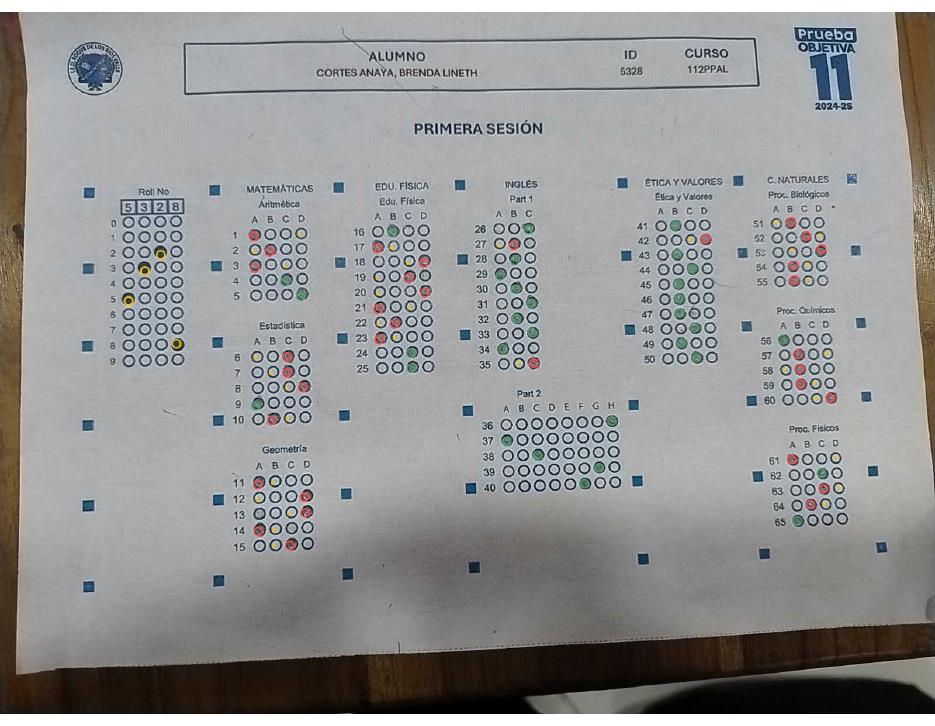 Prueba
OBJETIVA
11
2024-25
ALUMNO ID CURSO
CORTES ANAYA, BRENDA LINETH 5328 112PPAL
PRIMERA SESIÓN
Roll No
5 3 2 8
0
1
2
3
4
5
6
7
8
9
MATEMÁTICAS
Aritmética
A B C D
1
2
3
4
5
Estadística
A B C D
6
7
8
9
10
Geometría
A B C D
11
12
13
14
15
EDU. FÍSICA
Edu. Física
A B C D
16
17
18
19
20
21
22
23
24
25
INGLÉS
Part 1
A B C
26
27
28
29
30
31
32
33
34
35
Part 2
A B C D E F G H
36
37
38
39
40
ÉTICA Y VALORES
Ética y Valores
A B C D
41
42
43
44
45
46
47
48
49
50
C. NATURALES
Proc. Biológicos
A B C D
51
52
53
54
55
Proc. Químicos
A B C D
56
57
58
59
60
Proc. Físicos
A B C D
61
62
63
64
65